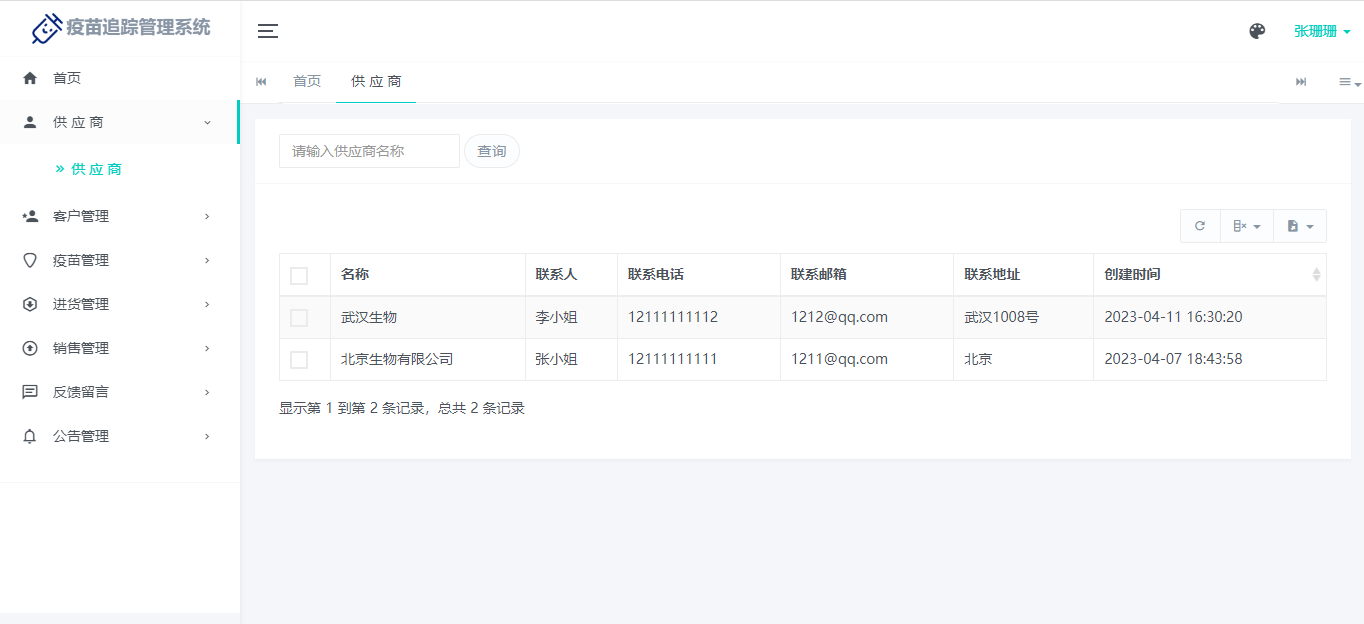 疫苗追踪管理系统
张珊珊
首页
供应商
供应商
客户管理
疫苗管理
进货管理
销售管理
反馈留言
公告管理
首页 供应商
请输入供应商名称 查询
名称 联系人 联系电话 联系邮箱 联系地址 创建时间
武汉生物 李小姐 12111111112 1212@qq.com 武汉1008号 2023-04-11 16:30:20
北京生物有限公司 张小姐 12111111111 1211@qq.com 北京 2023-04-07 18:43:58
显示第 1 到第 2 条记录，总共 2 条记录